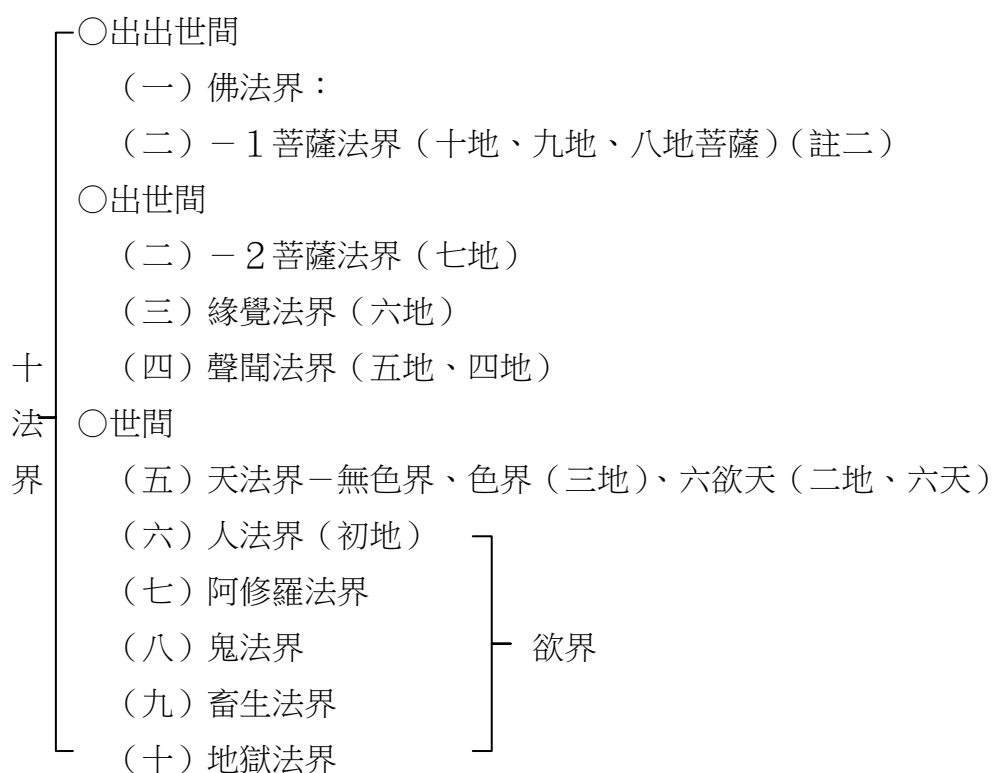 ○出出世間
（一）佛法界：
（二）－１菩薩法界（十地、九地、八地菩薩）（註二）
○出世間
（二）－２菩薩法界（七地）
（三）緣覺法界（六地）
（四）聲聞法界（五地、四地）
十法界
○世間
（五）天法界－無色界、色界（三地）、六欲天（二地、六天）
（六）人法界（初地）
（七）阿修羅法界
（八）鬼法界
欲界
（九）畜生法界
（十）地獄法界